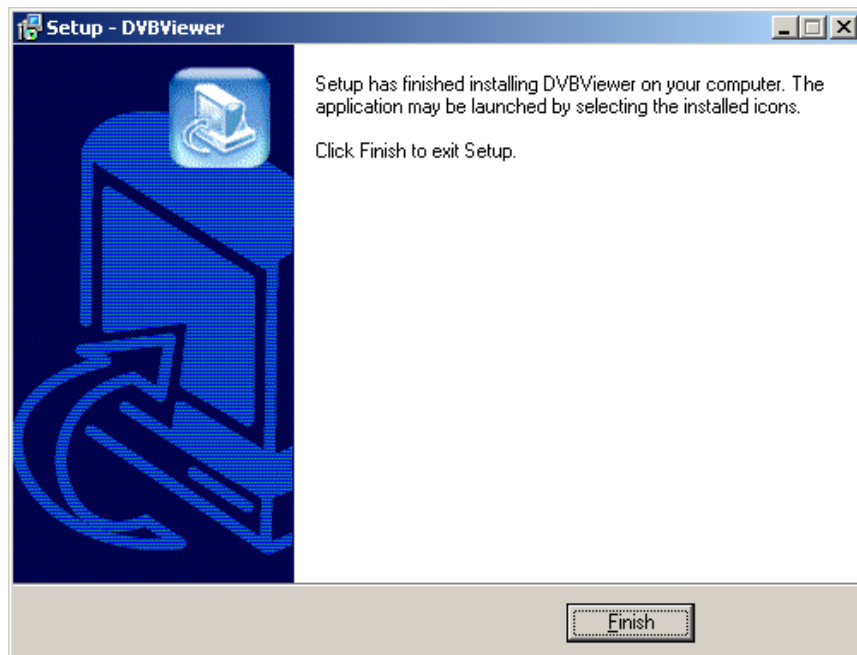 Setup - DVBViewer
Setup has finished installing DVBViewer on your computer. The
application may be launched by selecting the installed icons.
Click Finish to exit Setup.
Finish